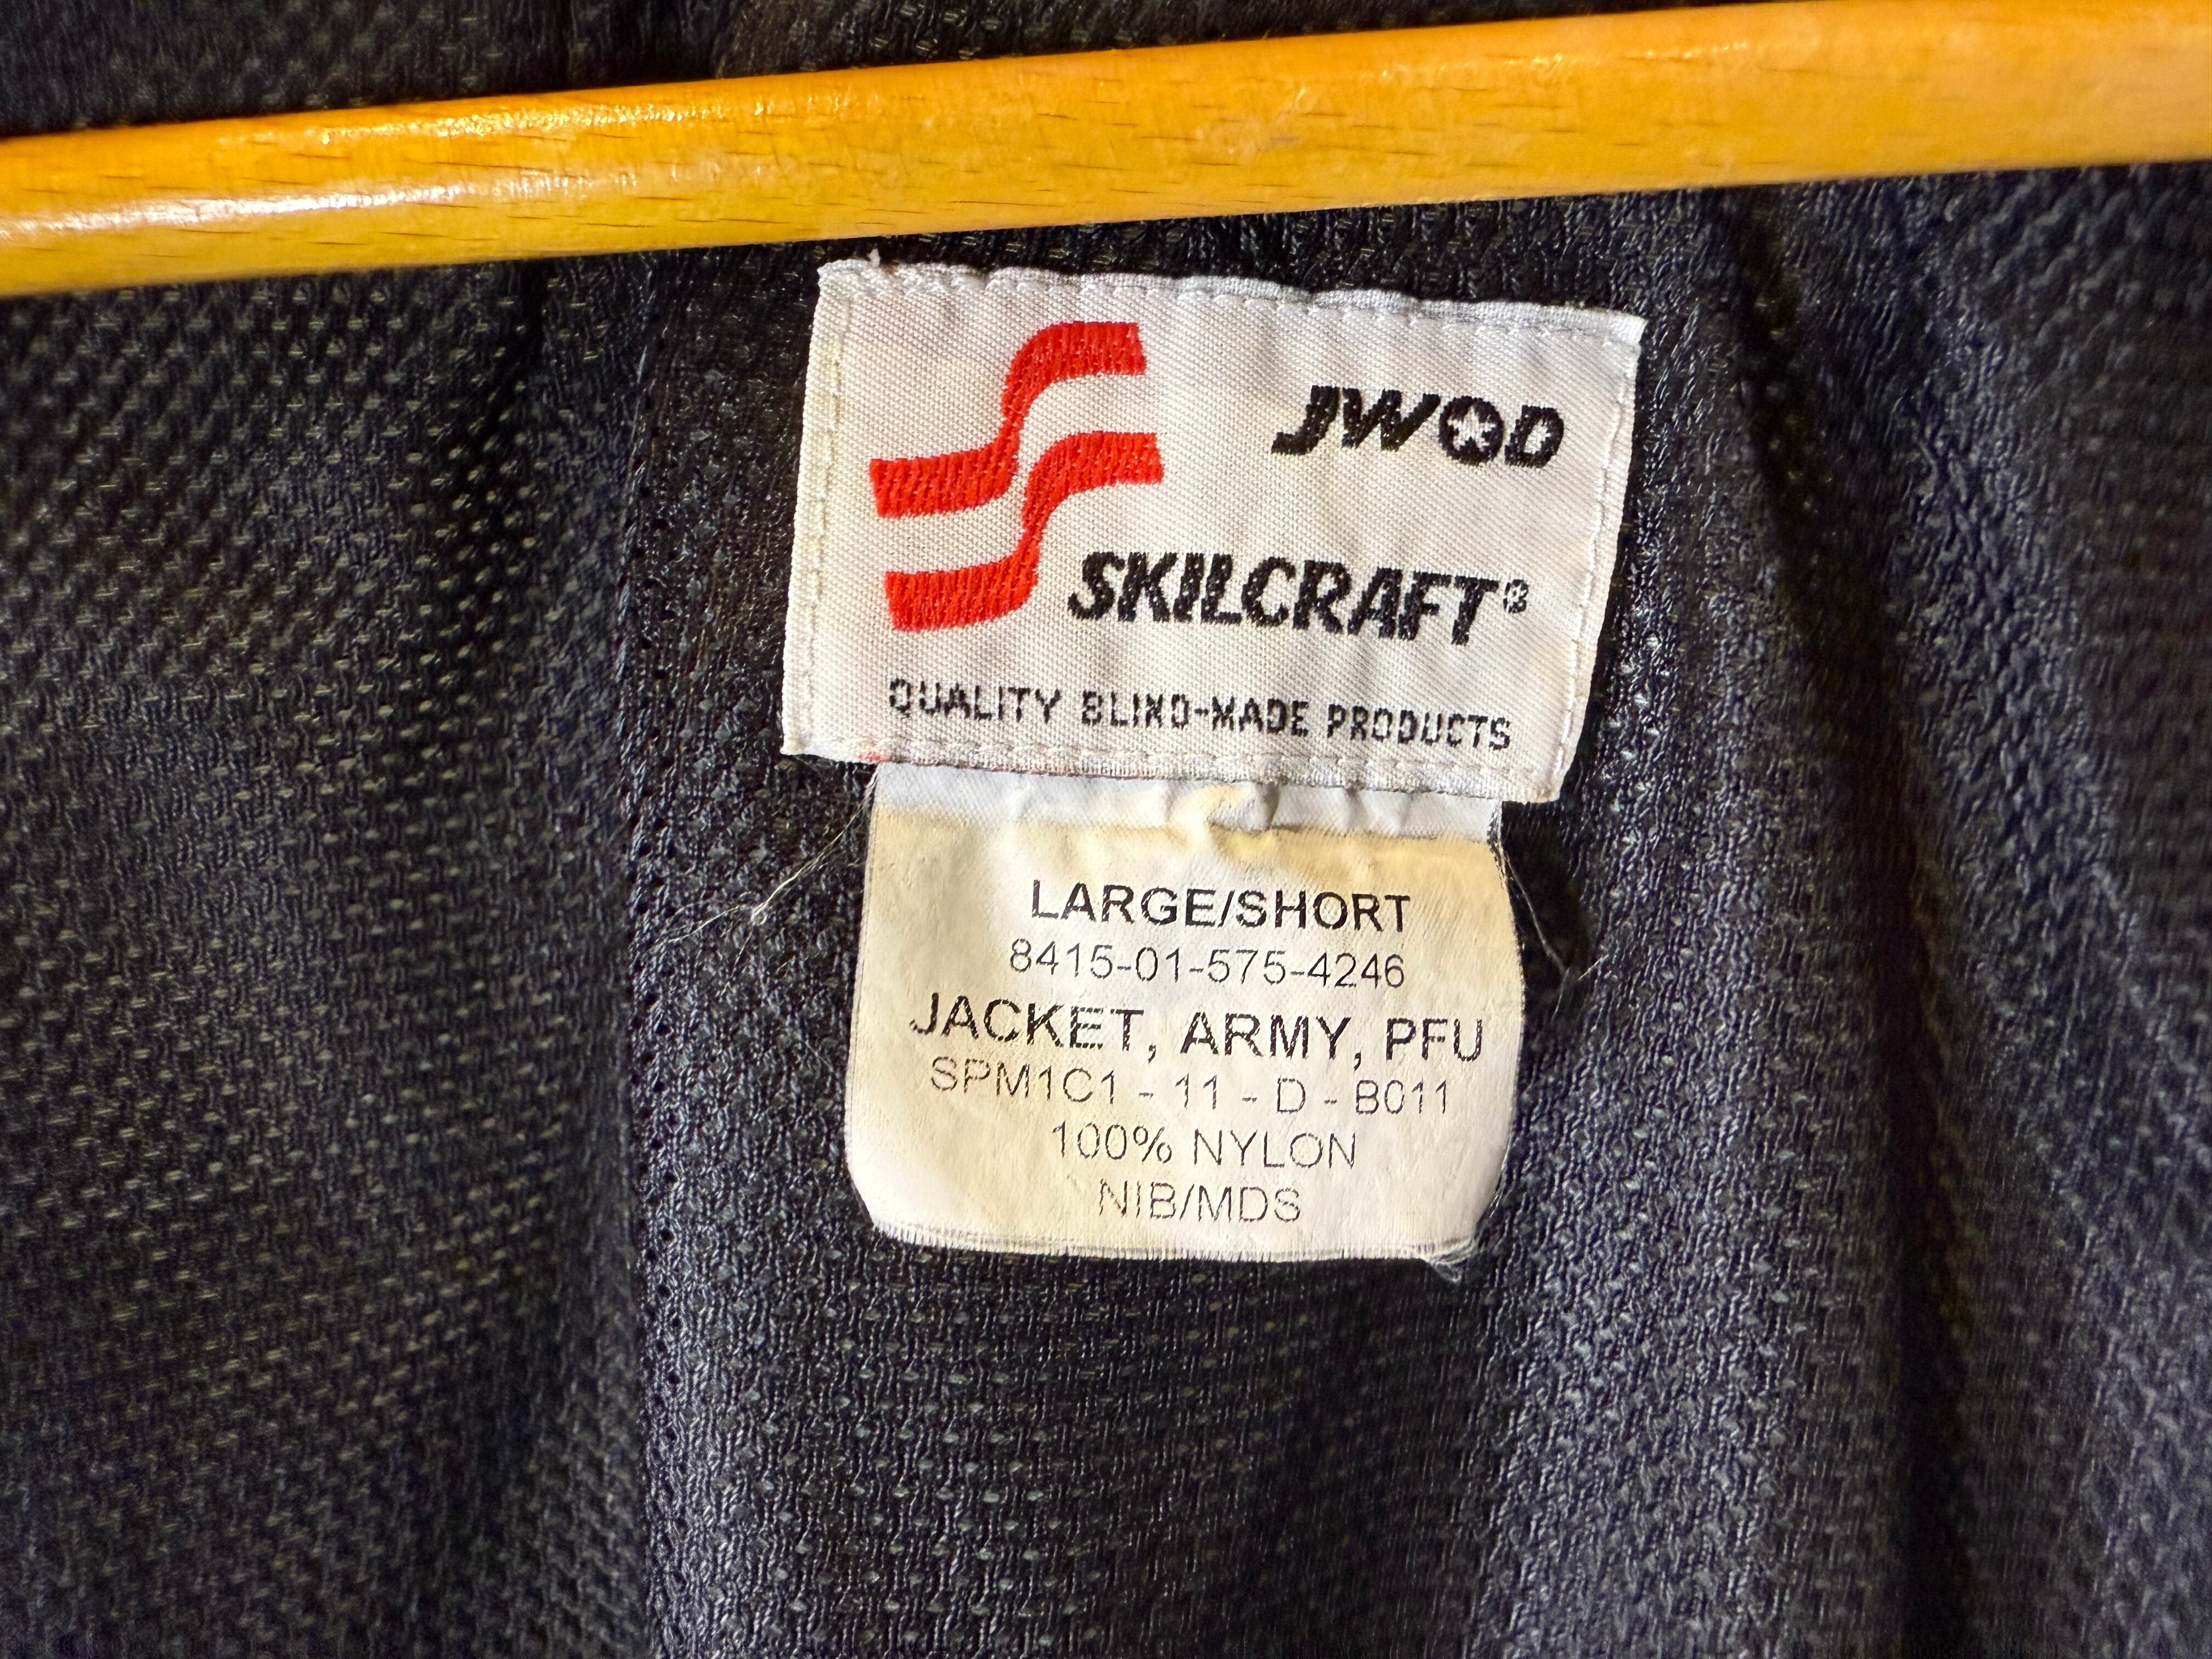 JWOD
SKILCRAFT®
QUALITY BLIND-MADE PRODUCTS
LARGE/SHORT
8415-01-575-4246
JACKET, ARMY, PFU
SPM1C1 - 11 - D - B011
100% NYLON
NIB/MDS